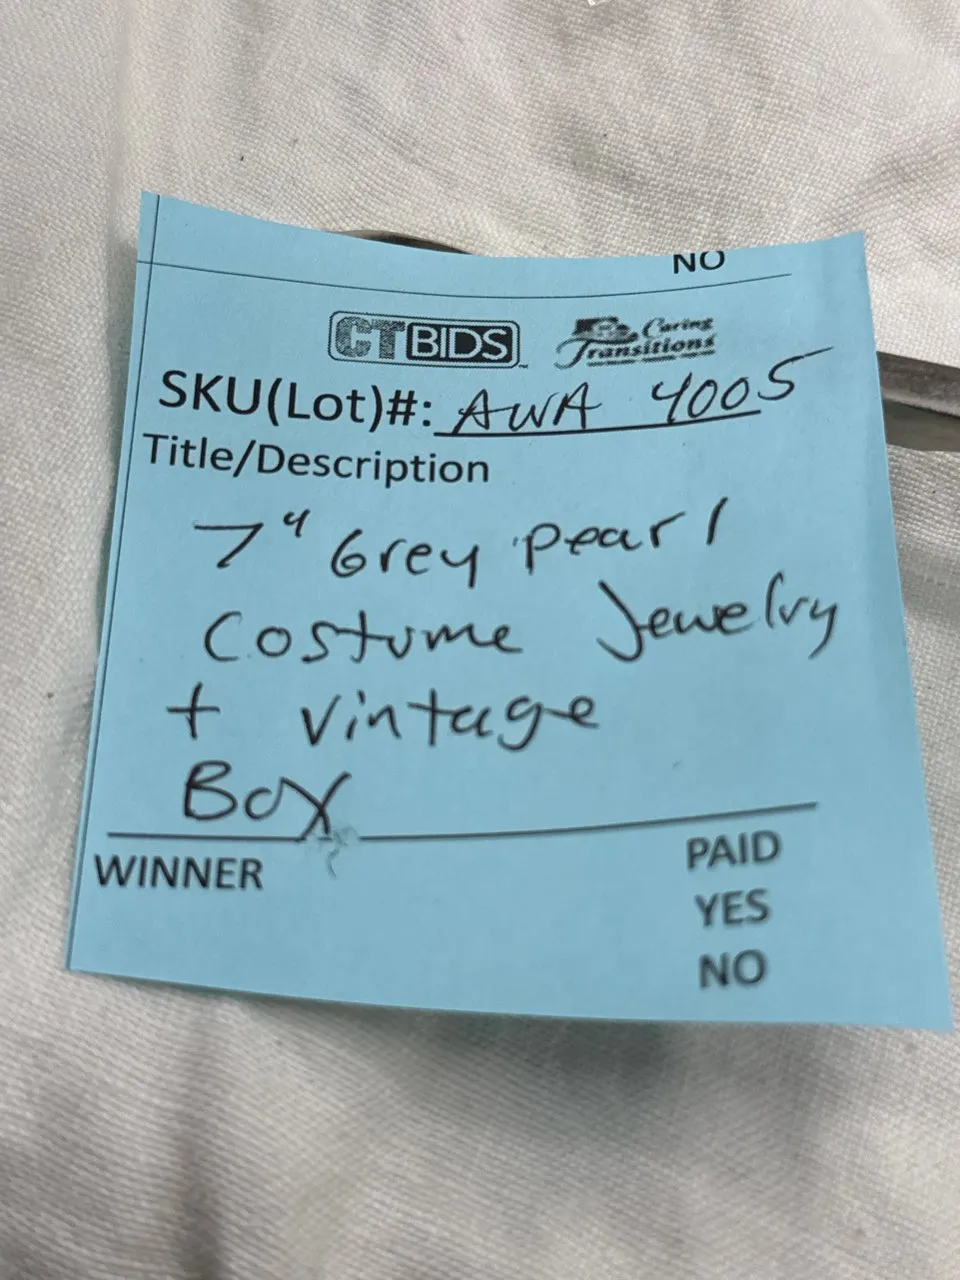 NO
CTBIDS™ Caring Transitions
SKU(Lot)#: AWA 4005
Title/Description
7" Grey pearl
Costume Jewelry
+ vintage
Box
WINNER PAID
YES
NO